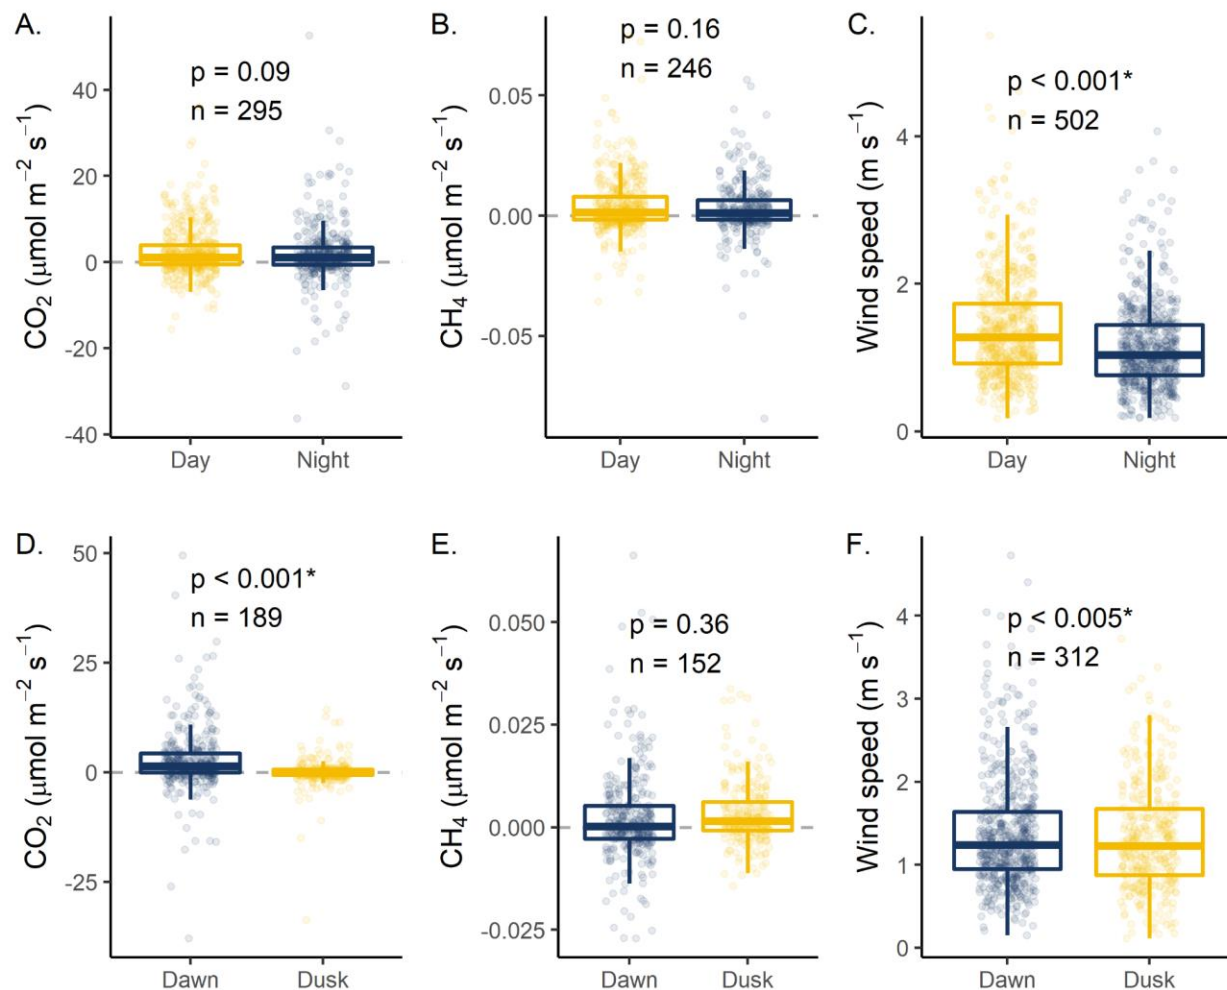 A.
CO₂ (μmol m⁻² s⁻¹)
40
20
0
-20
-40
p = 0.09
n = 295
Day
Night
B.
CH₄ (μmol m⁻² s⁻¹)
0.05
0.00
-0.05
p = 0.16
n = 246
Day
Night
C.
Wind speed (m s⁻¹)
4
2
0
p < 0.001*
n = 502
Day
Night
D.
CO₂ (μmol m⁻² s⁻¹)
50
25
0
-25
p < 0.001*
n = 189
Dawn
Dusk
E.
CH₄ (μmol m⁻² s⁻¹)
0.050
0.025
0.000
-0.025
p = 0.36
n = 152
Dawn
Dusk
F.
Wind speed (m s⁻¹)
4
3
2
1
0
p < 0.005*
n = 312
Dawn
Dusk